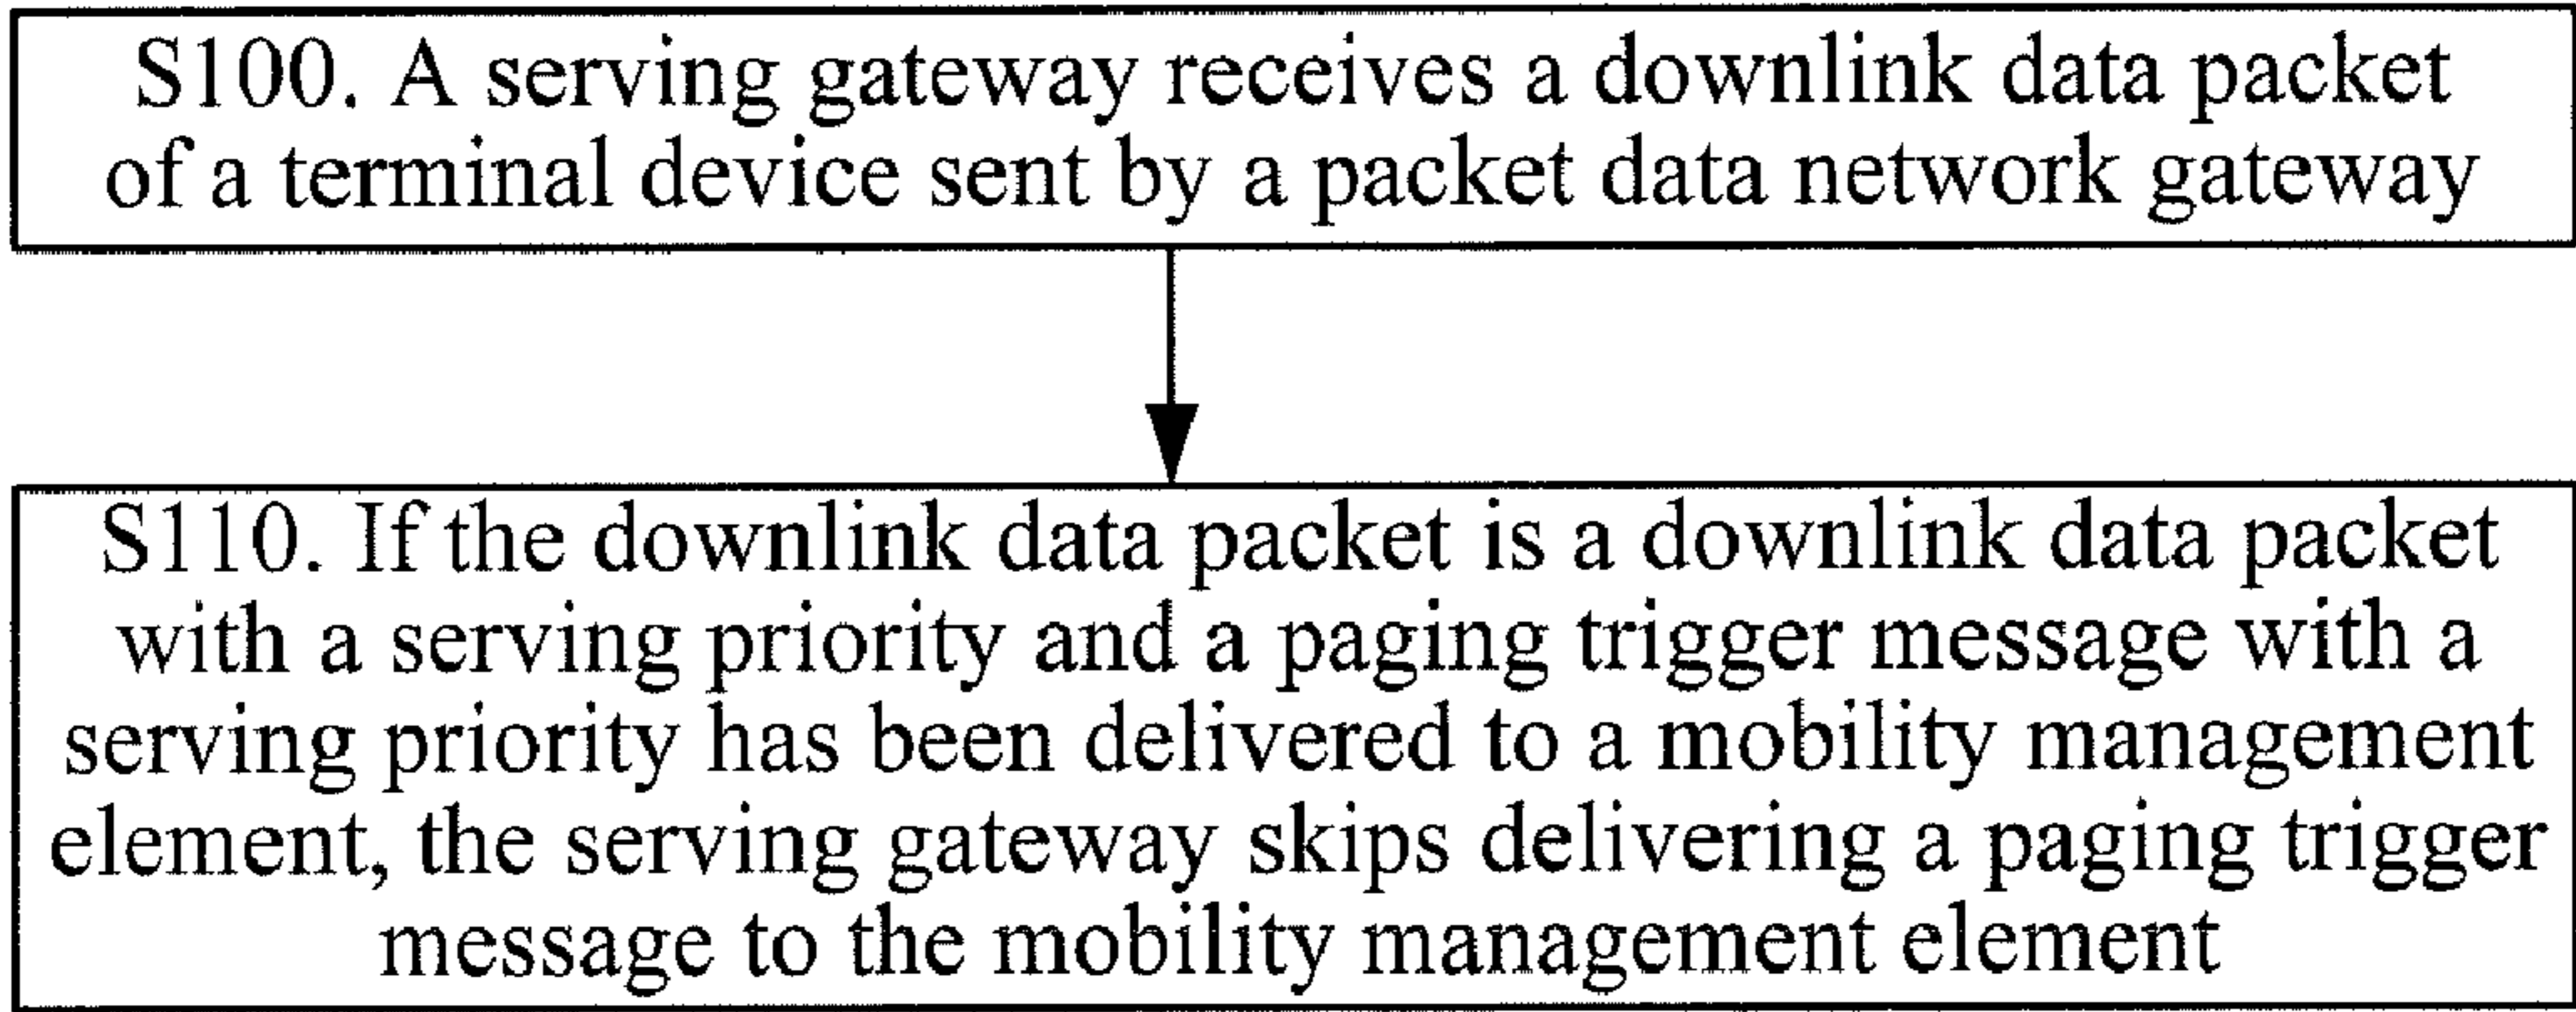 S100. A serving gateway receives a downlink data packet
of a terminal device sent by a packet data network gateway
S110. If the downlink data packet is a downlink data packet
with a serving priority and a paging trigger message with a
serving priority has been delivered to a mobility management
element, the serving gateway skips delivering a paging trigger
message to the mobility management element